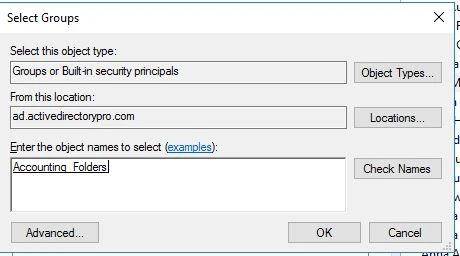 Select Groups
Select this object type:
Groups or Built-in security principals
Object Types...
From this location:
ad.activedirectorypro.com
Locations...
Enter the object names to select (examples):
Accounting_Folders
Check Names
Advanced...
OK
Cancel